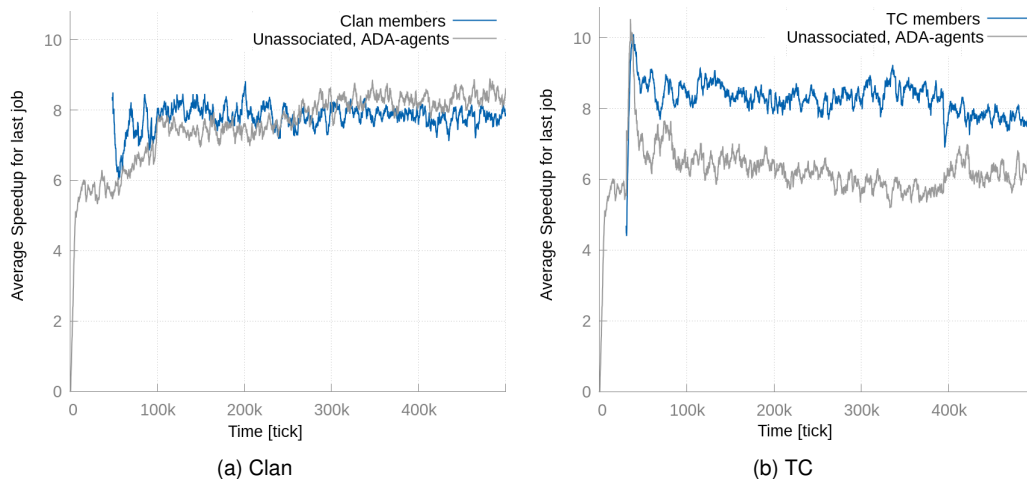 Clan members
Unassociated, ADA-agents
10
8
6
4
2
0
0 100k 200k 300k 400k
Average Speedup for last job
Time [tick]
(a) Clan
TC members
Unassociated, ADA-agents
10
8
6
4
2
0
0 100k 200k 300k 400k
Average Speedup for last job
Time [tick]
(b) TC